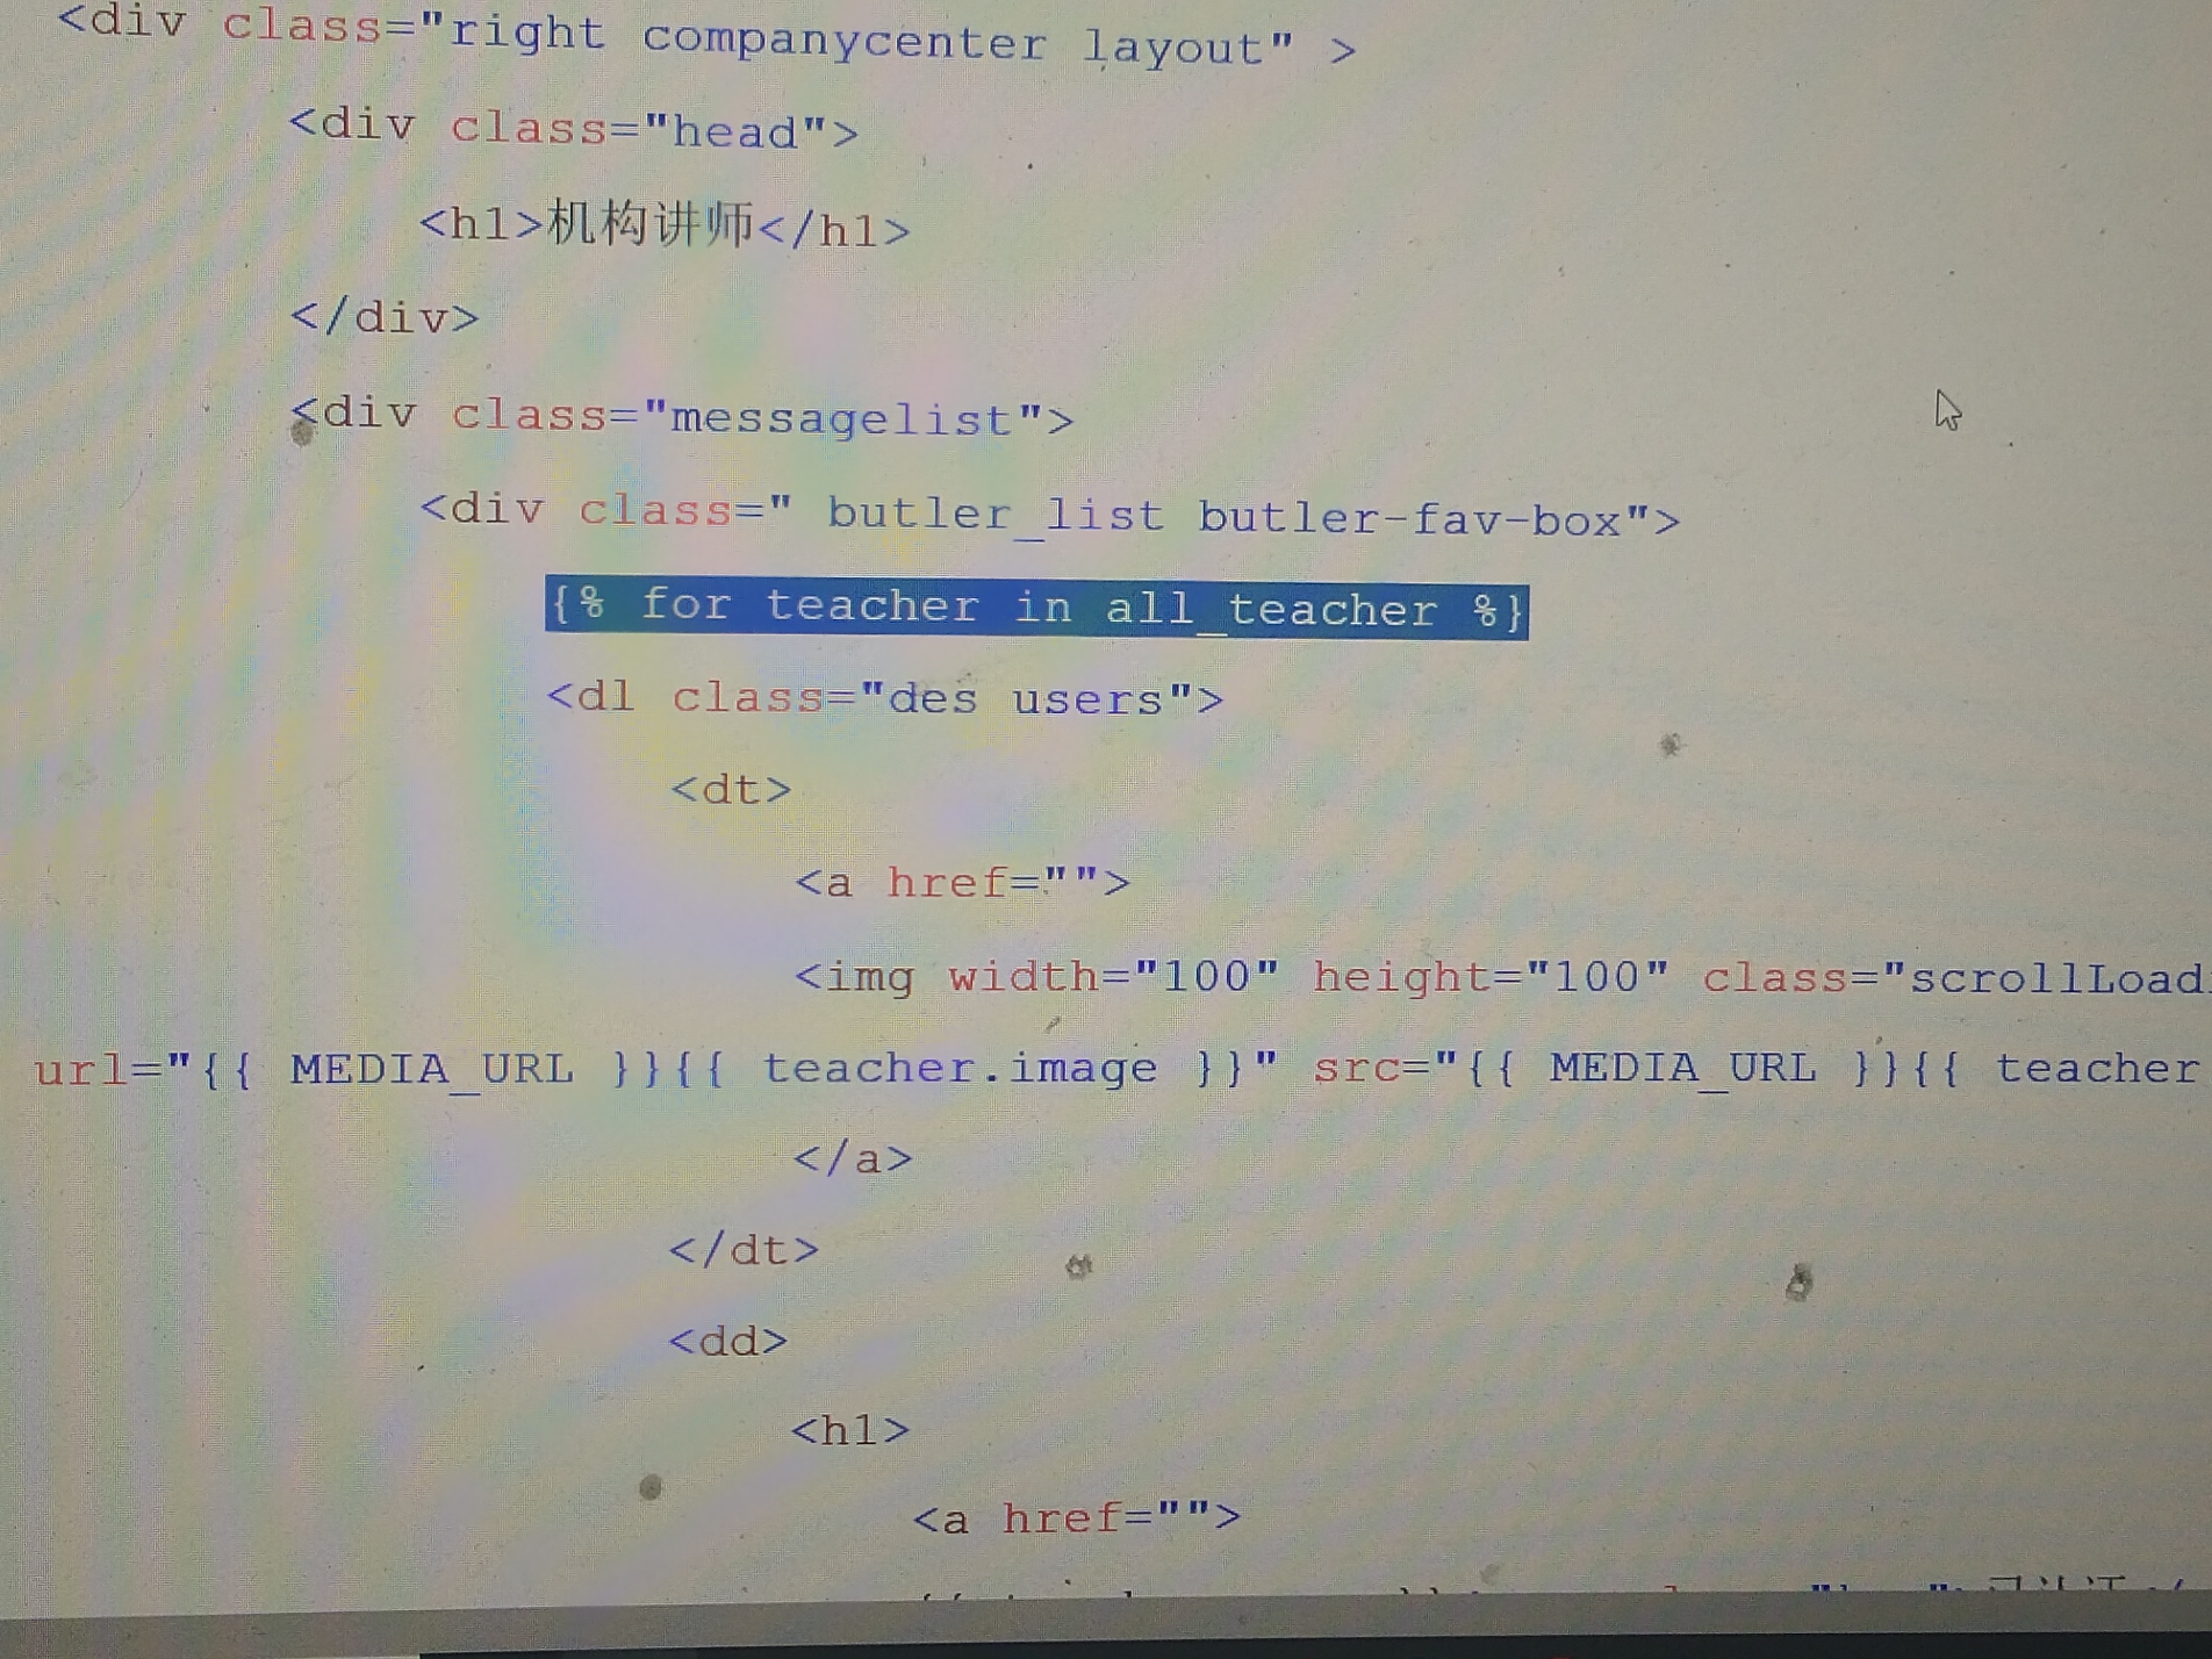 <div class="right companycenter layout" >
<div class="head">
<h1>机构讲师</h1>
</div>
<div class="messagelist">
<div class=" butler_list butler-fav-box">
{% for teacher in all_teacher %}
<dl class="des users">
<dt>
<a href="">
<img width="100" height="100" class="scrollLoad
url="{{ MEDIA_URL }}{{ teacher.image }}" src="{{ MEDIA_URL }}{{ teacher
</a>
</dt>
<dd>
<h1>
<a href="">